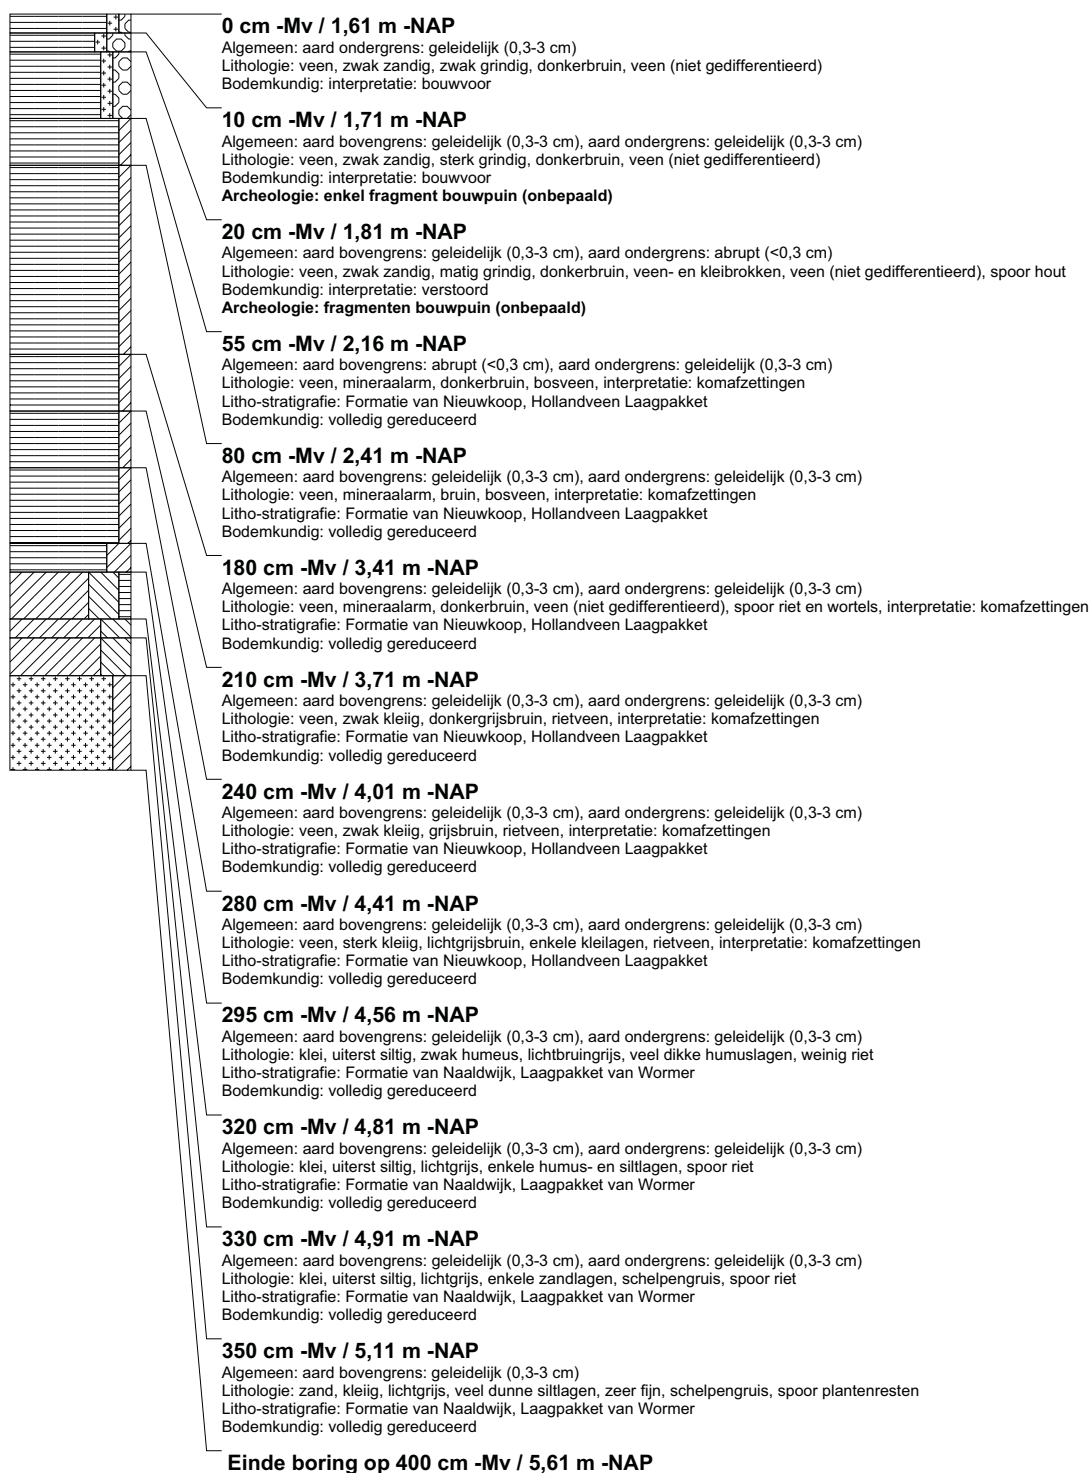 0 cm -Mv / 1,61 m -NAP
Algemeen: aard ondergrens: geleidelijk (0,3-3 cm)
Lithologie: veen, zwak zandig, zwak grindig, donkerbruin, veen (niet gedifferentieerd)
Bodemkundig: interpretatie: bouwvoor
10 cm -Mv / 1,71 m -NAP
Algemeen: aard bovengrens: geleidelijk (0,3-3 cm), aard ondergrens: geleidelijk (0,3-3 cm)
Lithologie: veen, zwak zandig, sterk grindig, donkerbruin, veen (niet gedifferentieerd)
Bodemkundig: interpretatie: bouwvoor
Archeologie: enkel fragment bouwpuin (onbepaald)
20 cm -Mv / 1,81 m -NAP
Algemeen: aard bovengrens: geleidelijk (0,3-3 cm), aard ondergrens: abrupt (<0,3 cm)
Lithologie: veen, zwak zandig, matig grindig, donkerbruin, veen- en kleibrokken, veen (niet gedifferentieerd), spoor hout
Bodemkundig: interpretatie: verstoord
Archeologie: fragmenten bouwpuin (onbepaald)
55 cm -Mv / 2,16 m -NAP
Algemeen: aard bovengrens: abrupt (<0,3 cm), aard ondergrens: geleidelijk (0,3-3 cm)
Lithologie: veen, mineraalarm, donkerbruin, bosveen, interpretatie: komafzettingen
Litho-stratigrafie: Formatie van Nieuwkoop, Hollandveen Laagpakket
Bodemkundig: volledig gereduceerd
80 cm -Mv / 2,41 m -NAP
Algemeen: aard bovengrens: geleidelijk (0,3-3 cm), aard ondergrens: geleidelijk (0,3-3 cm)
Lithologie: veen, mineraalarm, bruin, bosveen, interpretatie: komafzettingen
Litho-stratigrafie: Formatie van Nieuwkoop, Hollandveen Laagpakket
Bodemkundig: volledig gereduceerd
180 cm -Mv / 3,41 m -NAP
Algemeen: aard bovengrens: geleidelijk (0,3-3 cm), aard ondergrens: geleidelijk (0,3-3 cm)
Lithologie: veen, mineraalarm, donkerbruin, veen (niet gedifferentieerd), spoor riet en wortels, interpretatie: komafzettingen
Litho-stratigrafie: Formatie van Nieuwkoop, Hollandveen Laagpakket
Bodemkundig: volledig gereduceerd
210 cm -Mv / 3,71 m -NAP
Algemeen: aard bovengrens: geleidelijk (0,3-3 cm), aard ondergrens: geleidelijk (0,3-3 cm)
Lithologie: veen, zwak kleiig, donkergrijsbruin, rietveen, interpretatie: komafzettingen
Litho-stratigrafie: Formatie van Nieuwkoop, Hollandveen Laagpakket
Bodemkundig: volledig gereduceerd
240 cm -Mv / 4,01 m -NAP
Algemeen: aard bovengrens: geleidelijk (0,3-3 cm), aard ondergrens: geleidelijk (0,3-3 cm)
Lithologie: veen, zwak kleiig, grijsbruin, rietveen, interpretatie: komafzettingen
Litho-stratigrafie: Formatie van Nieuwkoop, Hollandveen Laagpakket
Bodemkundig: volledig gereduceerd
280 cm -Mv / 4,41 m -NAP
Algemeen: aard bovengrens: geleidelijk (0,3-3 cm), aard ondergrens: geleidelijk (0,3-3 cm)
Lithologie: veen, sterk kleiig, lichtgrijsbruin, enkele kleilagen, rietveen, interpretatie: komafzettingen
Litho-stratigrafie: Formatie van Nieuwkoop, Hollandveen Laagpakket
Bodemkundig: volledig gereduceerd
295 cm -Mv / 4,56 m -NAP
Algemeen: aard bovengrens: geleidelijk (0,3-3 cm), aard ondergrens: geleidelijk (0,3-3 cm)
Lithologie: klei, uiterst siltig, zwak humeus, lichtbruingrijs, veel dikke humuslagen, weinig riet
Litho-stratigrafie: Formatie van Naaldwijk, Laagpakket van Wormer
Bodemkundig: volledig gereduceerd
320 cm -Mv / 4,81 m -NAP
Algemeen: aard bovengrens: geleidelijk (0,3-3 cm), aard ondergrens: geleidelijk (0,3-3 cm)
Lithologie: klei, uiterst siltig, lichtgrijs, enkele humus- en siltlagen, spoor riet
Litho-stratigrafie: Formatie van Naaldwijk, Laagpakket van Wormer
Bodemkundig: volledig gereduceerd
330 cm -Mv / 4,91 m -NAP
Algemeen: aard bovengrens: geleidelijk (0,3-3 cm), aard ondergrens: geleidelijk (0,3-3 cm)
Lithologie: klei, uiterst siltig, lichtgrijs, enkele zandlagen, schelpengruis, spoor riet
Litho-stratigrafie: Formatie van Naaldwijk, Laagpakket van Wormer
Bodemkundig: volledig gereduceerd
350 cm -Mv / 5,11 m -NAP
Algemeen: aard bovengrens: geleidelijk (0,3-3 cm)
Lithologie: zand, kleiig, lichtgrijs, veel dunne siltlagen, zeer fijn, schelpengruis, spoor plantenresten
Litho-stratigrafie: Formatie van Naaldwijk, Laagpakket van Wormer
Bodemkundig: volledig gereduceerd
Einde boring op 400 cm -Mv / 5,61 m -NAP